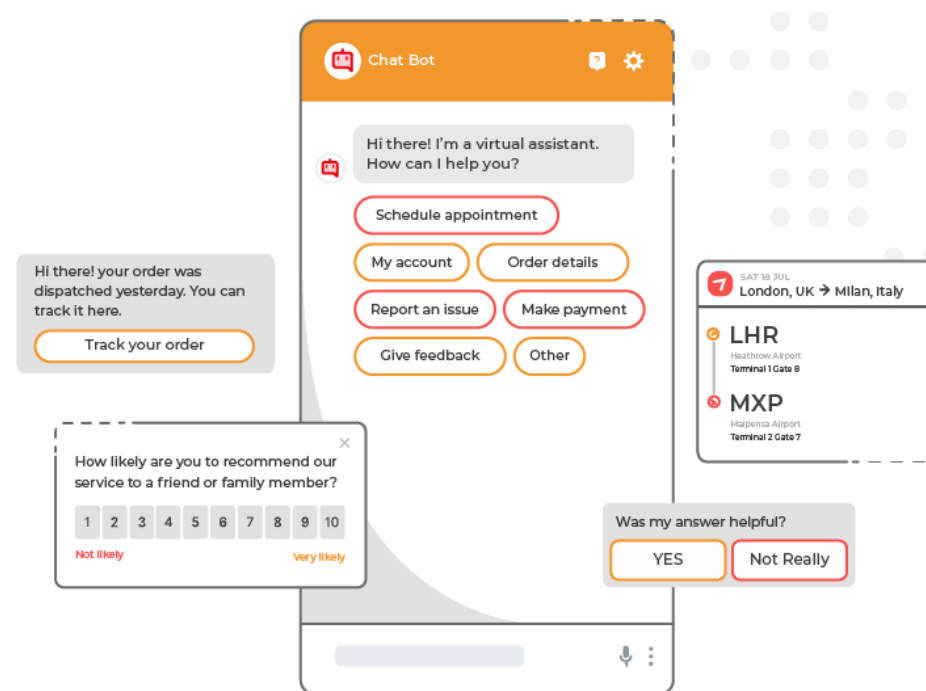 Chat Bot
?
Hi there! I'm a virtual assistant.
How can I help you?
Schedule appointment
My account
Order details
Report an issue
Make payment
Give feedback
Other
Hi there! your order was
dispatched yesterday. You can
track it here.
Track your order
How likely are you to recommend our
service to a friend or family member?
1 2 3 4 5 6 7 8 9 10
Not likely
Very likely
SAT 18 JUL
London, UK → Milan, Italy
LHR
Heathrow Airport
Terminal 1 Gate 8
MXP
Malpensa Airport
Terminal 2 Gate 7
Was my answer helpful?
YES
Not Really